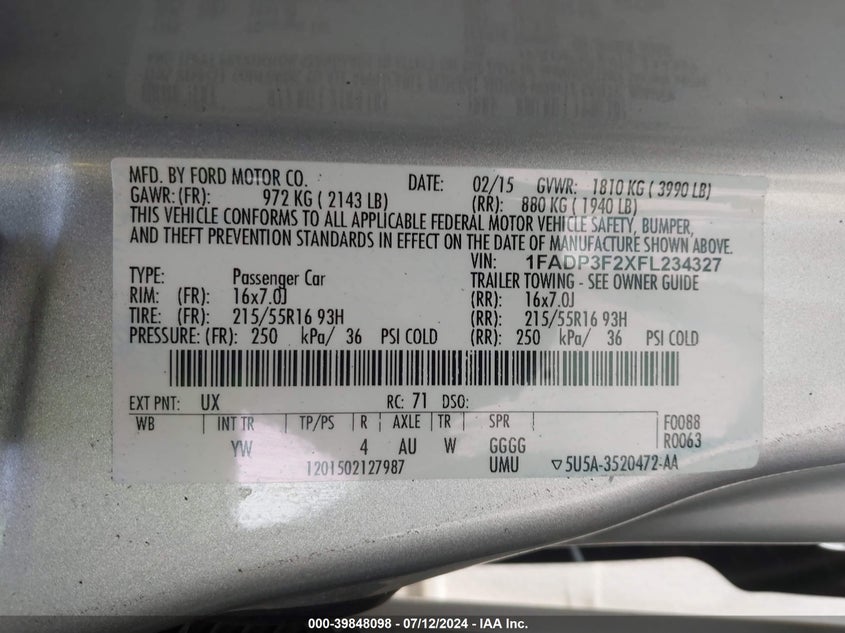 MFD. BY FORD MOTOR CO. DATE: 02/15 GVWR: 1810 KG ( 3990 LB)
GAWR: (FR): 972 KG ( 2143 LB) (RR): 880 KG ( 1940 LB)
THIS VEHICLE CONFORMS TO ALL APPLICABLE FEDERAL MOTOR VEHICLE SAFETY, BUMPER,
AND THEFT PREVENTION STANDARDS IN EFFECT ON THE DATE OF MANUFACTURE SHOWN ABOVE.
VIN: 1FADP3F2XFL234327
TYPE: Passenger Car TRAILER TOWING - SEE OWNER GUIDE
RIM: (FR): 16x7.0J (RR): 16x7.0J
TIRE: (FR): 215/55R16 93H (RR): 215/55R16 93H
PRESSURE: (FR): 250 kPa/ 36 PSI COLD (RR): 250 kPa/ 36 PSI COLD
EXT PNT: UX RC: 71 DSO:
WB INT TR TP/PS R AXLE TR SPR F0088
YW 4 AU W GGGG R0063
1201502127987 UMU ▽5U5A-3520472-AA
000-39848098 - 07/12/2024 - IAA Inc.